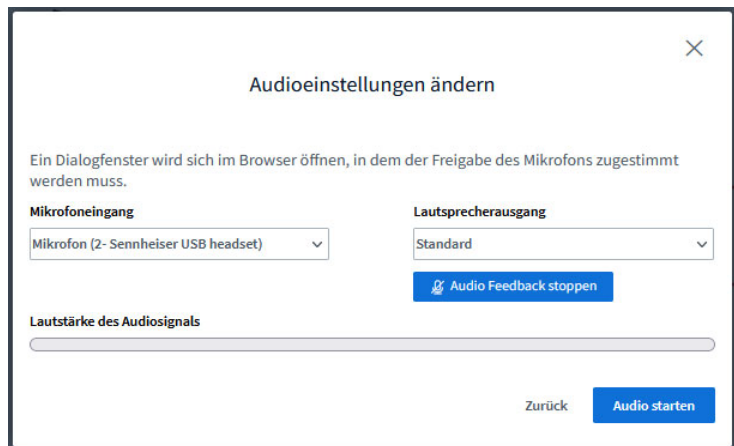 Audioeinstellungen ändern
Ein Dialogfenster wird sich im Browser öffnen, in dem der Freigabe des Mikrofons zugestimmt
werden muss.
Mikrofoneingang
Lautsprecherausgang
Mikrofon (2- Sennheiser USB headset)
Standard
Audio Feedback stoppen
Lautstärke des Audiosignals
Zurück
Audio starten